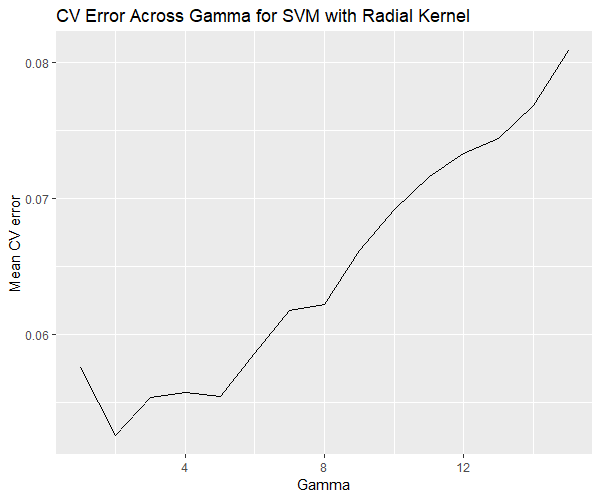 CV Error Across Gamma for SVM with Radial Kernel
0.08
0.07
0.06
Mean CV error
4 8 12
Gamma